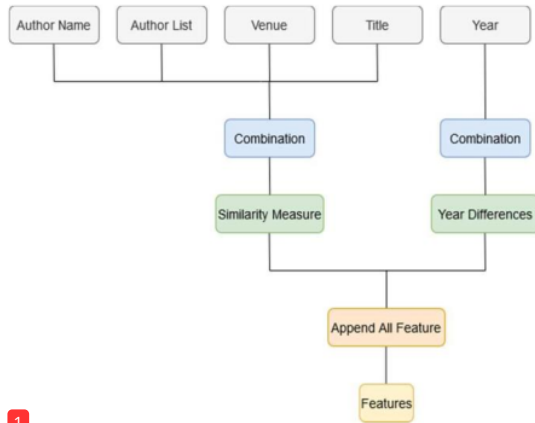 Author Name
Author List
Venue
Title
Year
Combination
Combination
Similarity Measure
Year Differences
Append All Feature
Features
1